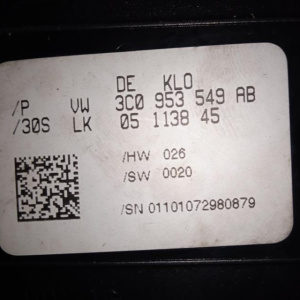 DE KLO
/P VW 3C0 953 549 AB
/30S LK 05 1138 45
/HW 026
/SW 0020
/SN 01101072980879